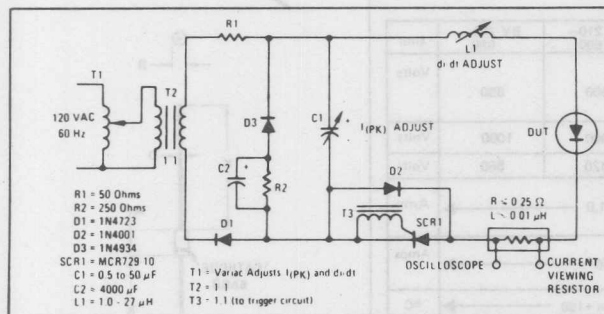 R1
L1
di dt ADJUST
T1
T2
120 VAC
60 Hz
1:1
D3
C1
I(PK) ADJUST
DUT
C2
R2
D2
T3
D1
SCR1
R ≤ 0.25 Ω
L < 0.01 µH
OSCILLOSCOPE
CURRENT
VIEWING
RESISTOR
R1 = 50 Ohms
R2 = 250 Ohms
D1 = 1N4723
D2 = 1N4001
D3 = 1N4934
SCR1 = MCR729 10
C1 = 0.5 to 50 µF
C2 ≈ 4000 µF
L1 = 1.0 - 27 µH
T1 = Variac Adjusts I(PK) and di dt
T2 = 1:1
T3 = 1:1 (to trigger circuit)